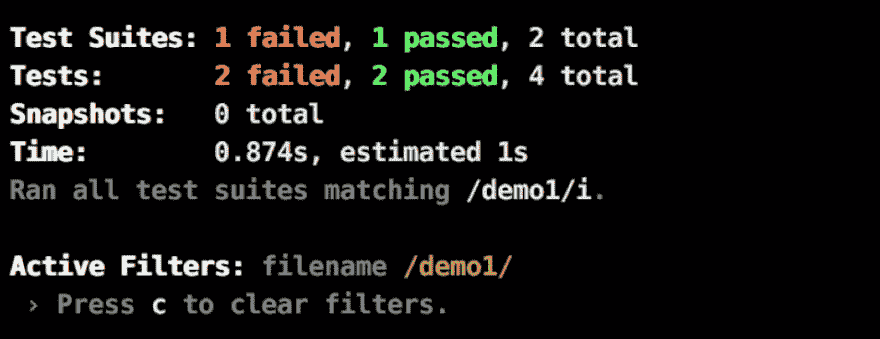 Test Suites: 1 failed, 1 passed, 2 total
Tests:       2 failed, 2 passed, 4 total
Snapshots:   0 total
Time:        0.874s, estimated 1s
Ran all test suites matching /demo1/i.

Active Filters: filename /demo1/
 › Press c to clear filters.